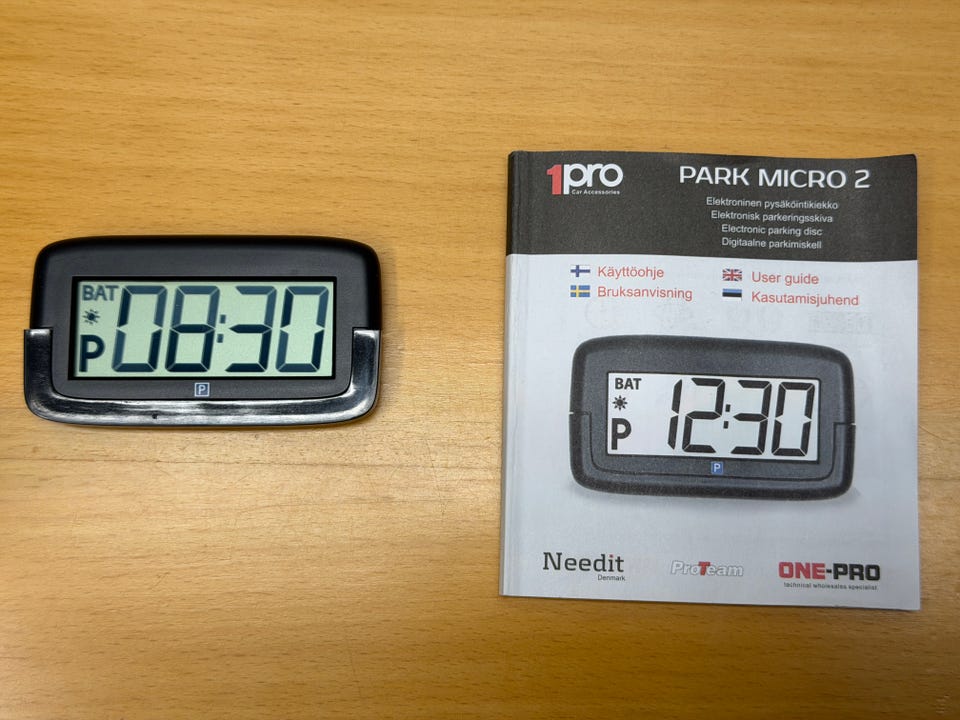 BAT
08:30
P
P
1pro
Car Accessories
PARK MICRO 2
Elektroninen pysäköintikiekko
Elektronisk parkeringsskiva
Electronic parking disc
Digitaalne parkimiskell
Käyttöohje
User guide
Bruksanvisning
Kasutamisjuhend
BAT
12:30
P
P
Needit
Denmark
ProTeam
ONE-PRO
technical wholesales specialist